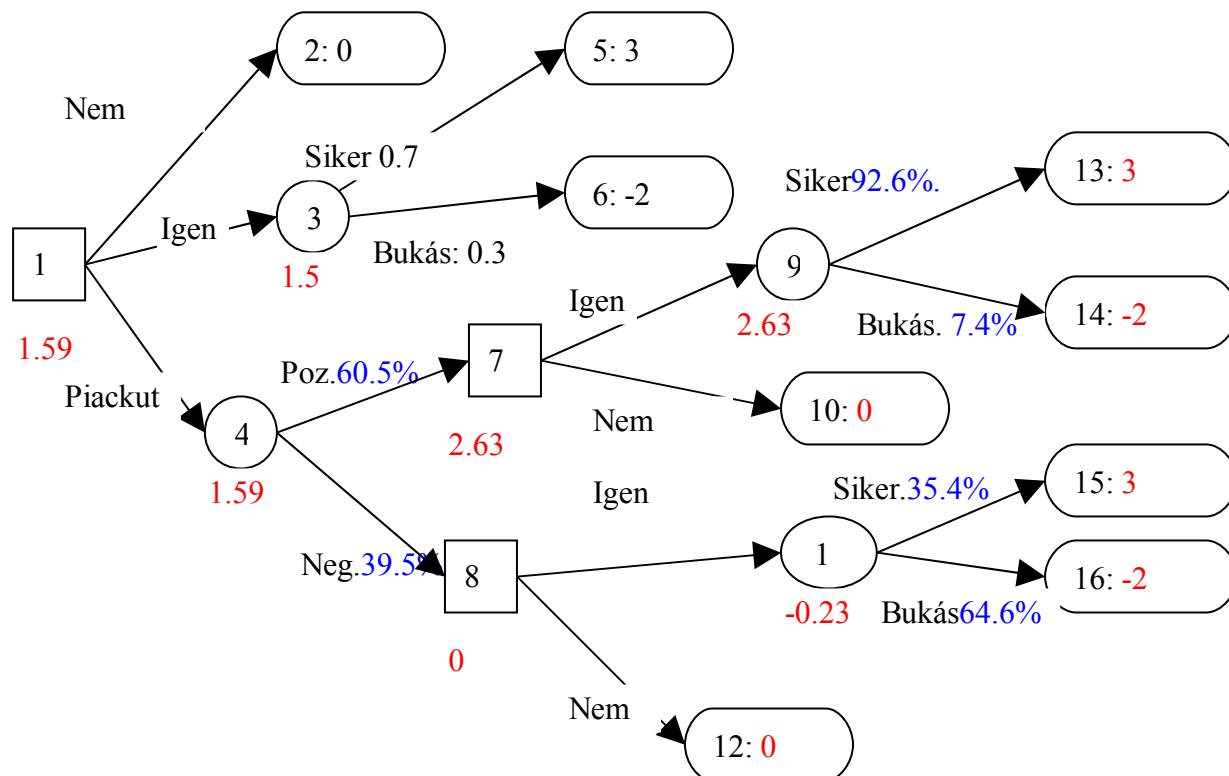 2: 0
5: 3
Nem
Siker 0.7
6: -2
Siker92.6%.
13: 3
Igen
3
1
Bukás: 0.3
1.5
9
Igen
2.63
Bukás. 7.4%
14: -2
1.59
Poz.60.5%
7
Piackut
Nem
10: 0
4
2.63
1.59
Igen
Siker.35.4%
15: 3
Neg.39.5%
8
1
16: -2
-0.23
Bukás64.6%
0
Nem
12: 0